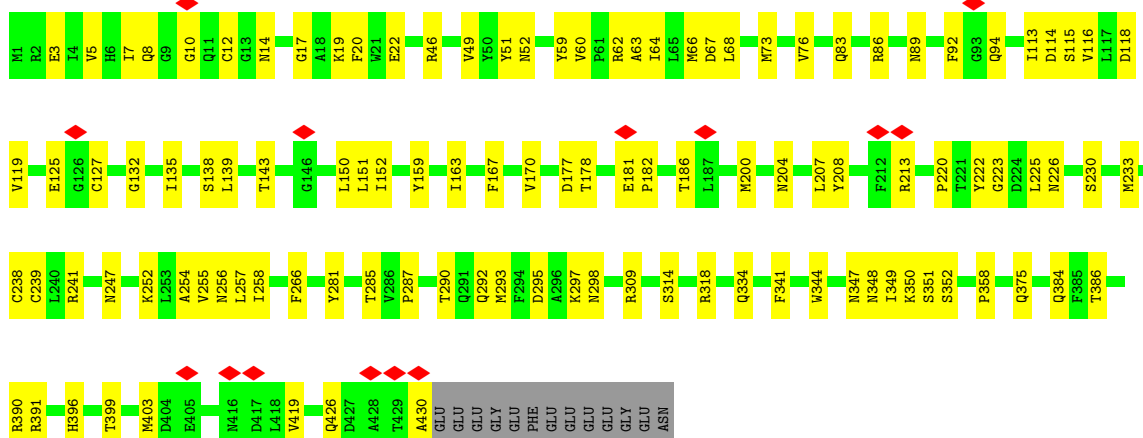 M1 R2 E3 I4 V5 H6 I7 Q8 G9 G10 Q11 C12 G13 N14 G17 A18 K19 F20 W21 E22 R46 V49 Y50 Y51 N52 Y59 V60 P61 R62 A63 I64 L65 M66 D67 L68 M73 V76 Q83 R86 N89 F92 G93 Q94 I113 D114 S115 V116 L117 D118
V119 E125 G126 C127 G132 I135 S138 L139 T143 G146 L150 L151 I152 Y159 I163 F167 V170 D177 T178 E181 P182 T186 L187 M200 N204 L207 Y208 F212 R213 P220 T221 Y222 G223 D224 L225 N226 S230 M233
C238 C239 L240 R241 N247 K252 L253 A254 V255 N256 L257 I258 F266 Y281 T285 V286 P287 T290 Q291 Q292 M293 F294 D295 A296 K297 N298 R309 S314 R318 Q334 F341 W344 N347 N348 I349 K350 S351 S352 P358 Q375 Q384 F385 T386
R390 R391 H396 T399 M403 D404 E405 N416 D417 L418 V419 Q426 D427 A428 T429 A430 GLU GLU GLU GLY GLU PHE GLU GLU GLU GLU GLY GLU ASN